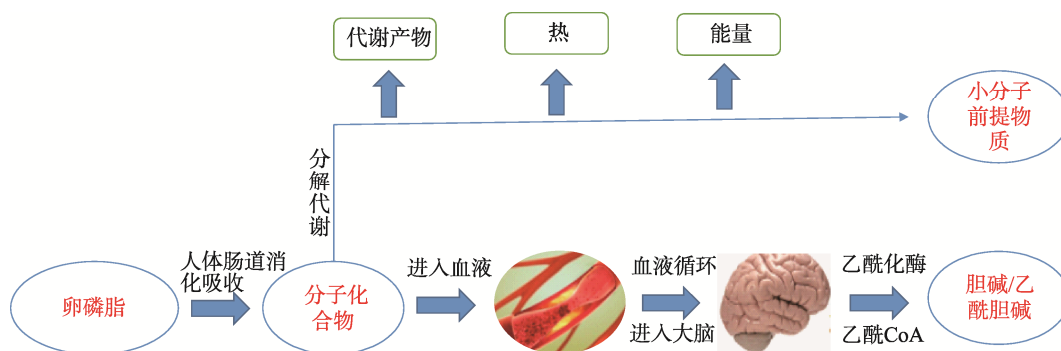 代谢产物
热
能量
小分子
前提物
质
分解代谢
卵磷脂
人体肠道消
化吸收
分子化
合物
进入血液
血液循环
进入大脑
乙酰化酶
乙酰CoA
胆碱/乙
酰胆碱